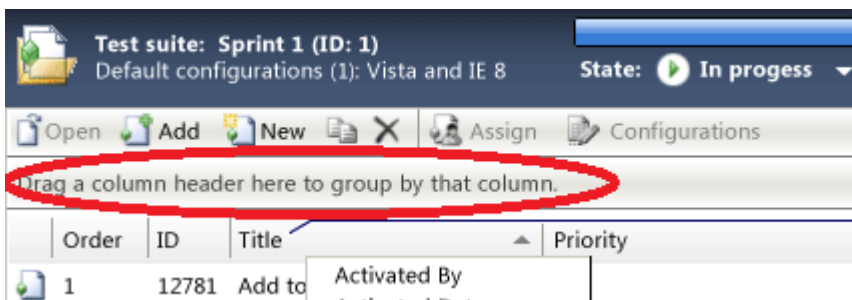 Test suite: Sprint 1 (ID: 1)
Default configurations (1): Vista and IE 8
State: In progess
Open Add New Assign Configurations
Drag a column header here to group by that column.
Order ID Title Priority
1 12781 Add to
Activated By